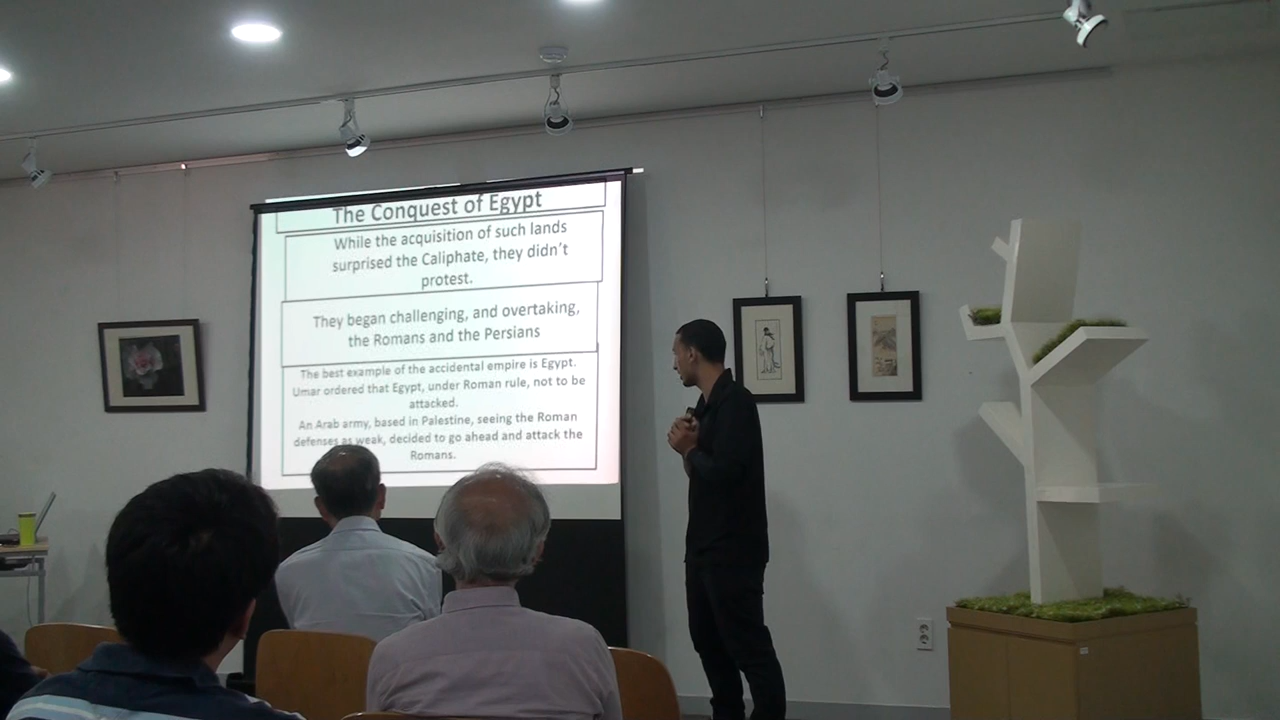 The Conquest of Egypt
While the acquisition of such lands
surprised the Caliphate, they didn't
protest.
They began challenging, and overtaking,
the Romans and the Persians
The best example of the accidental empire is Egypt.
Umar ordered that Egypt, under Roman rule, not to be
attacked.
An Arab army, based in Palestine, seeing the Roman
defenses as weak, decided to go ahead and attack the
Romans.